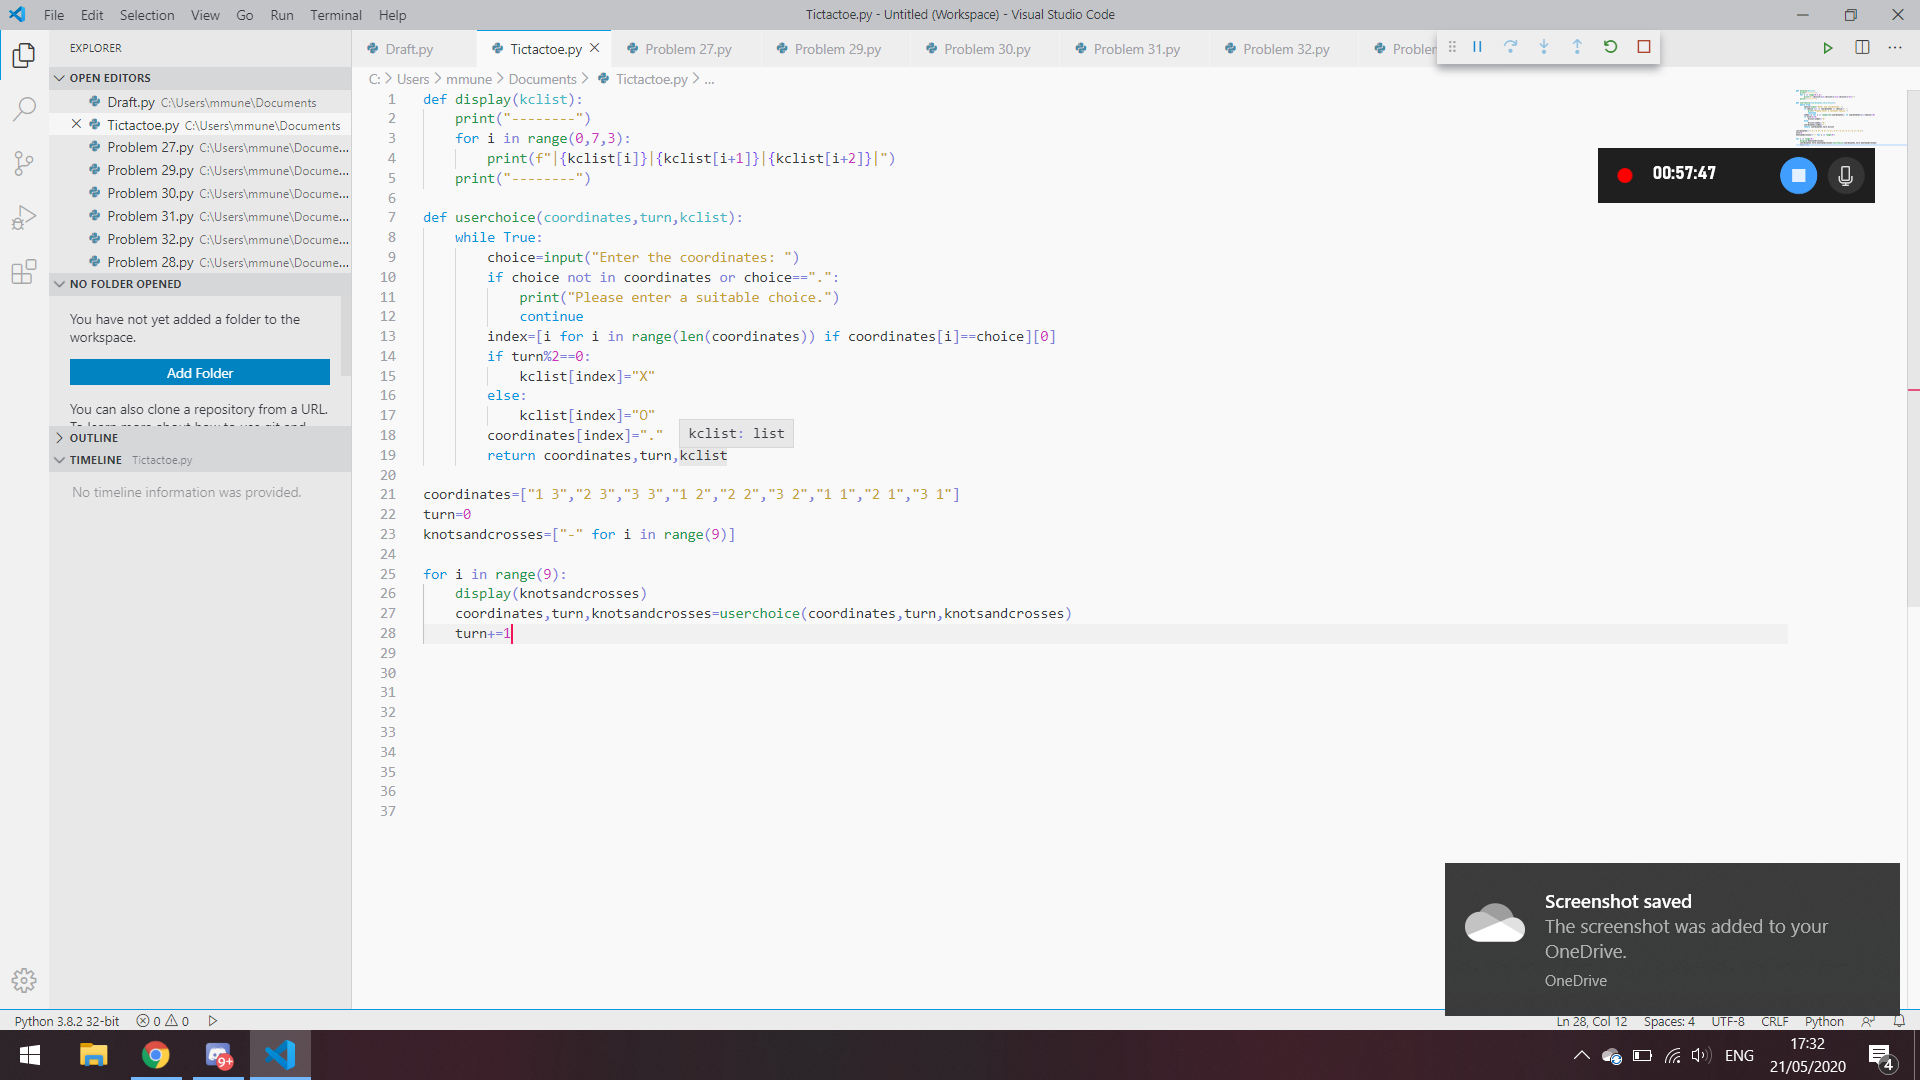 File Edit Selection View Go Run Terminal Help
Tictactoe.py - Untitled (Workspace) - Visual Studio Code
EXPLORER
OPEN EDITORS
Draft.py C:\Users\mmune\Documents
Tictactoe.py C:\Users\mmune\Documents
Problem 27.py C:\Users\mmune\Docume...
Problem 29.py C:\Users\mmune\Docume...
Problem 30.py C:\Users\mmune\Docume...
Problem 31.py C:\Users\mmune\Docume...
Problem 32.py C:\Users\mmune\Docume...
Problem 28.py C:\Users\mmune\Docume...
NO FOLDER OPENED
You have not yet added a folder to the
workspace.
Add Folder
You can also clone a repository from a URL.
OUTLINE
TIMELINE Tictactoe.py
No timeline information was provided.
Draft.py Tictactoe.py Problem 27.py Problem 29.py Problem 30.py Problem 31.py Problem 32.py Problem
C: > Users > mmune > Documents > Tictactoe.py > ...
1 def display(kclist):
2     print("--------")
3     for i in range(0,7,3):
4         print(f"|{kclist[i]}|{kclist[i+1]}|{kclist[i+2]}|")
5     print("--------")
6
7 def userchoice(coordinates,turn,kclist):
8     while True:
9         choice=input("Enter the coordinates: ")
10         if choice not in coordinates or choice==".":
11             print("Please enter a suitable choice.")
12             continue
13         index=[i for i in range(len(coordinates)) if coordinates[i]==choice][0]
14         if turn%2==0:
15             kclist[index]="X"
16         else:
17             kclist[index]="O"
18         coordinates[index]="."
kclist: list
19         return coordinates,turn,kclist
20
21 coordinates=["1 3","2 3","3 3","1 2","2 2","3 2","1 1","2 1","3 1"]
22 turn=0
23 knotsandcrosses=["-" for i in range(9)]
24
25 for i in range(9):
26     display(knotsandcrosses)
27     coordinates,turn,knotsandcrosses=userchoice(coordinates,turn,knotsandcrosses)
28     turn+=1
29
30
31
32
33
34
35
36
37
00:57:47
Screenshot saved
The screenshot was added to your
OneDrive.
OneDrive
Python 3.8.2 32-bit 0 0
Ln 28, Col 12 Spaces: 4 UTF-8 CRLF Python
9+
ENG
17:32
21/05/2020
4